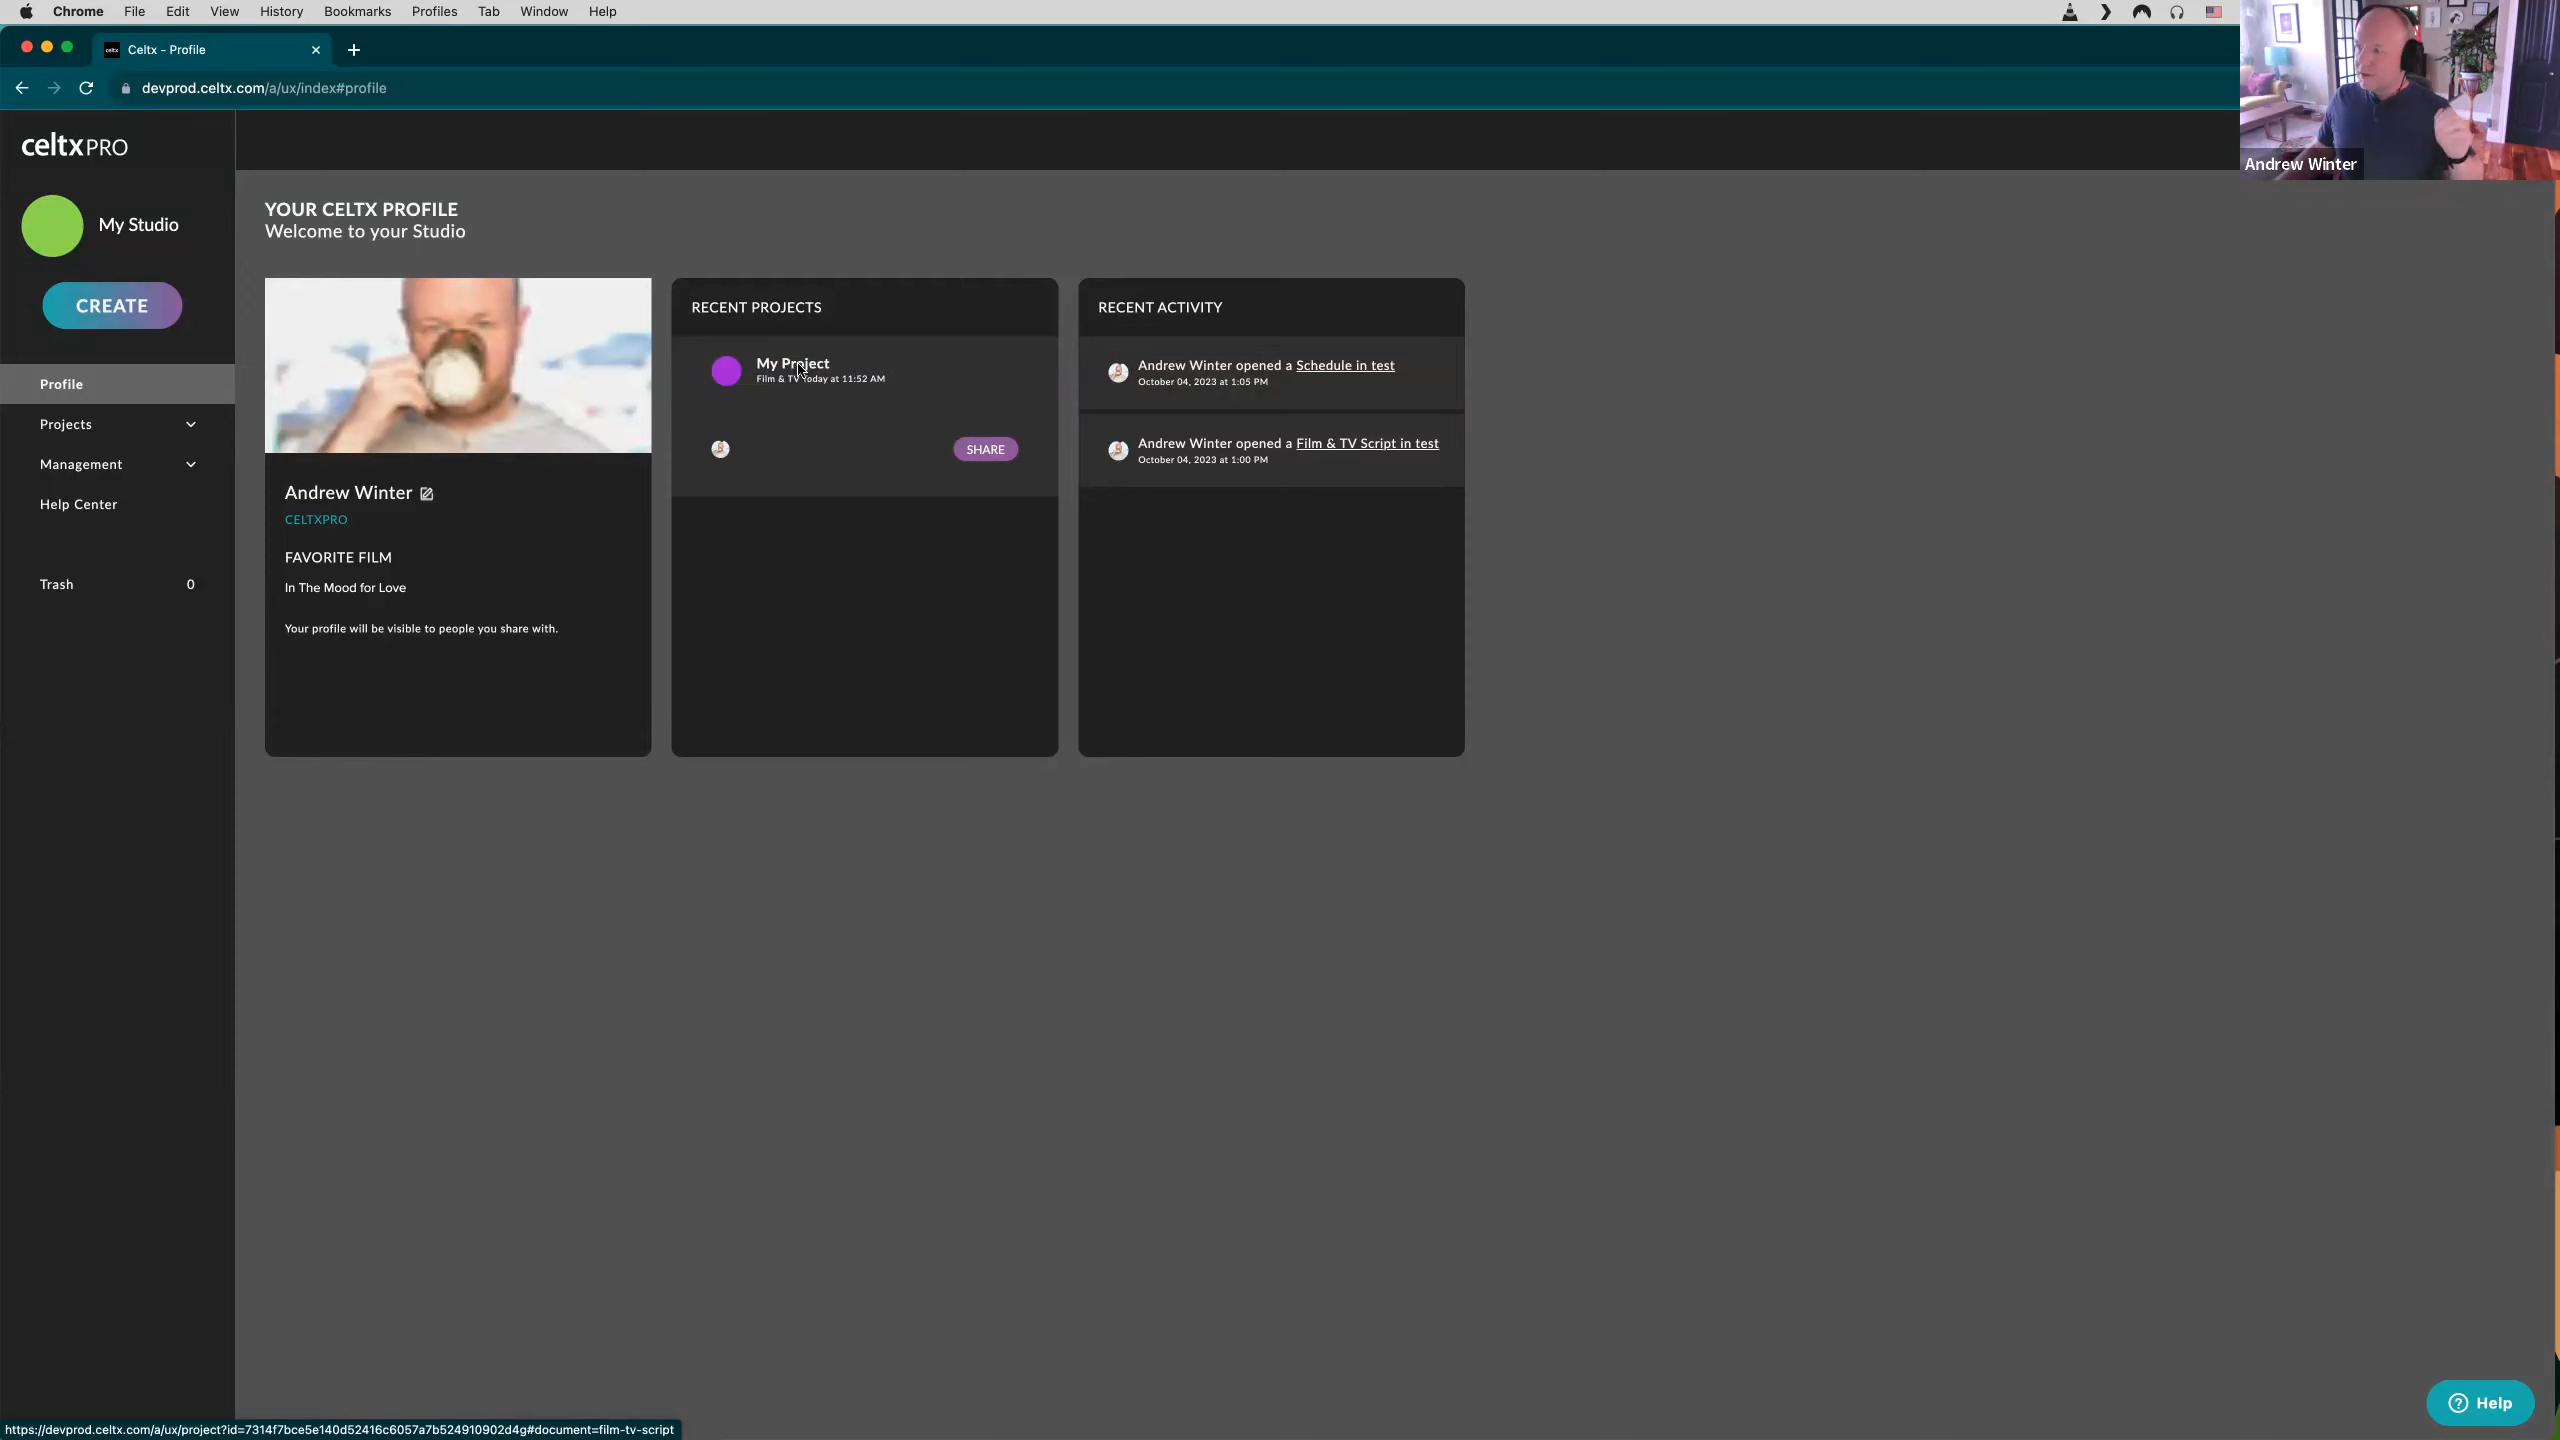 Chrome File Edit View History Bookmarks Profiles Tab Window Help
Celtx - Profile
devprod.celtx.com/a/ux/index#profile
Andrew Winter
celtxPRO
My Studio
CREATE
Profile
Projects
Management
Help Center
Trash 0
YOUR CELTX PROFILE
Welcome to your Studio
Andrew Winter
CELTXPRO
FAVORITE FILM
In The Mood for Love
Your profile will be visible to people you share with.
RECENT PROJECTS
My Project
Film & TV Today at 11:52 AM
SHARE
RECENT ACTIVITY
Andrew Winter opened a Schedule in test
October 04, 2023 at 1:05 PM
Andrew Winter opened a Film & TV Script in test
October 04, 2023 at 1:00 PM
Help
https://devprod.celtx.com/a/ux/project?id=7314f7bce5e140d52416c6057a7b524910902d4g#document=film-tv-script